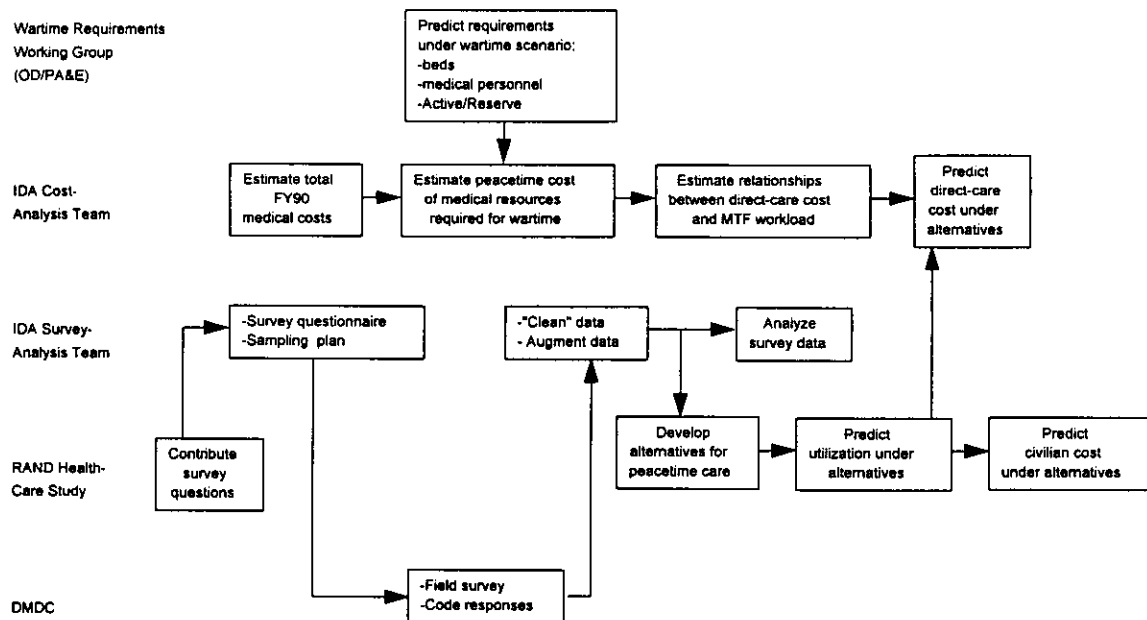 Wartime Requirements
Working Group
(OD/PA&E)
Predict requirements
under wartime scenario:
-beds
-medical personnel
-Active/Reserve
IDA Cost-
Analysis Team
Estimate total
FY90
medical costs
Estimate peacetime cost
of medical resources
required for wartime
Estimate relationships
between direct-care cost
and MTF workload
Predict
direct-care
cost under
alternatives
IDA Survey-
Analysis Team
-Survey questionnaire
-Sampling plan
-"Clean" data
- Augment data
Analyze
survey data
RAND Health-
Care Study
Contribute
survey
questions
Develop
alternatives for
peacetime care
Predict
utilization under
alternatives
Predict
civilian cost
under alternatives
DMDC
-Field survey
-Code responses